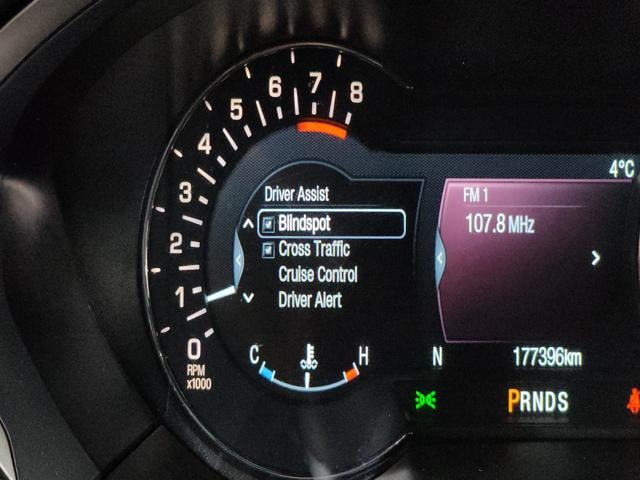 8
7
6
5
4
3
2
1
0
RPM
x1000
Driver Assist
Blindspot
Cross Traffic
Cruise Control
Driver Alert
C H
4°C
FM 1
107.8 MHz
N 177396km
PRNDS